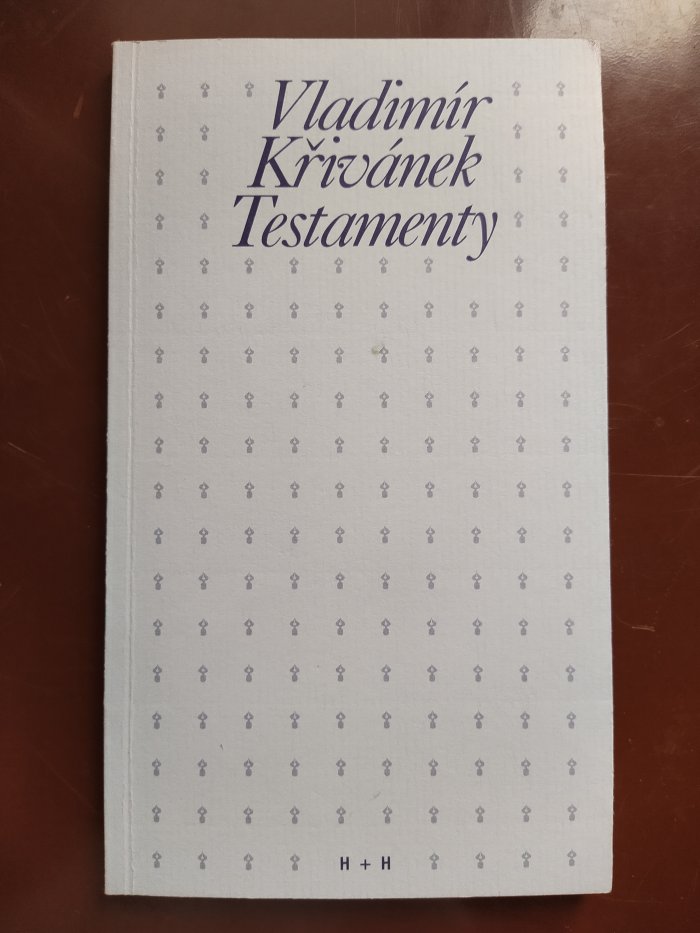 Vladimír
Křivánek
Testamenty
H + H